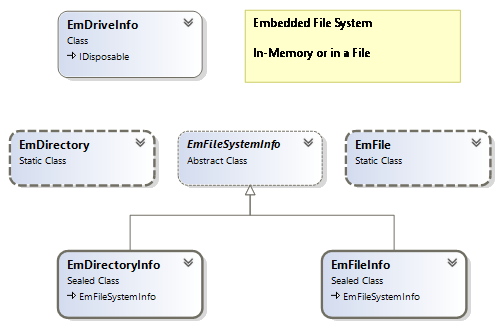 EmDriveInfo
Class
IDisposable
Embedded File System
In-Memory or in a File
EmDirectory
Static Class
EmFileSystemInfo
Abstract Class
EmFile
Static Class
EmDirectoryInfo
Sealed Class
EmFileSystemInfo
EmFileInfo
Sealed Class
EmFileSystemInfo